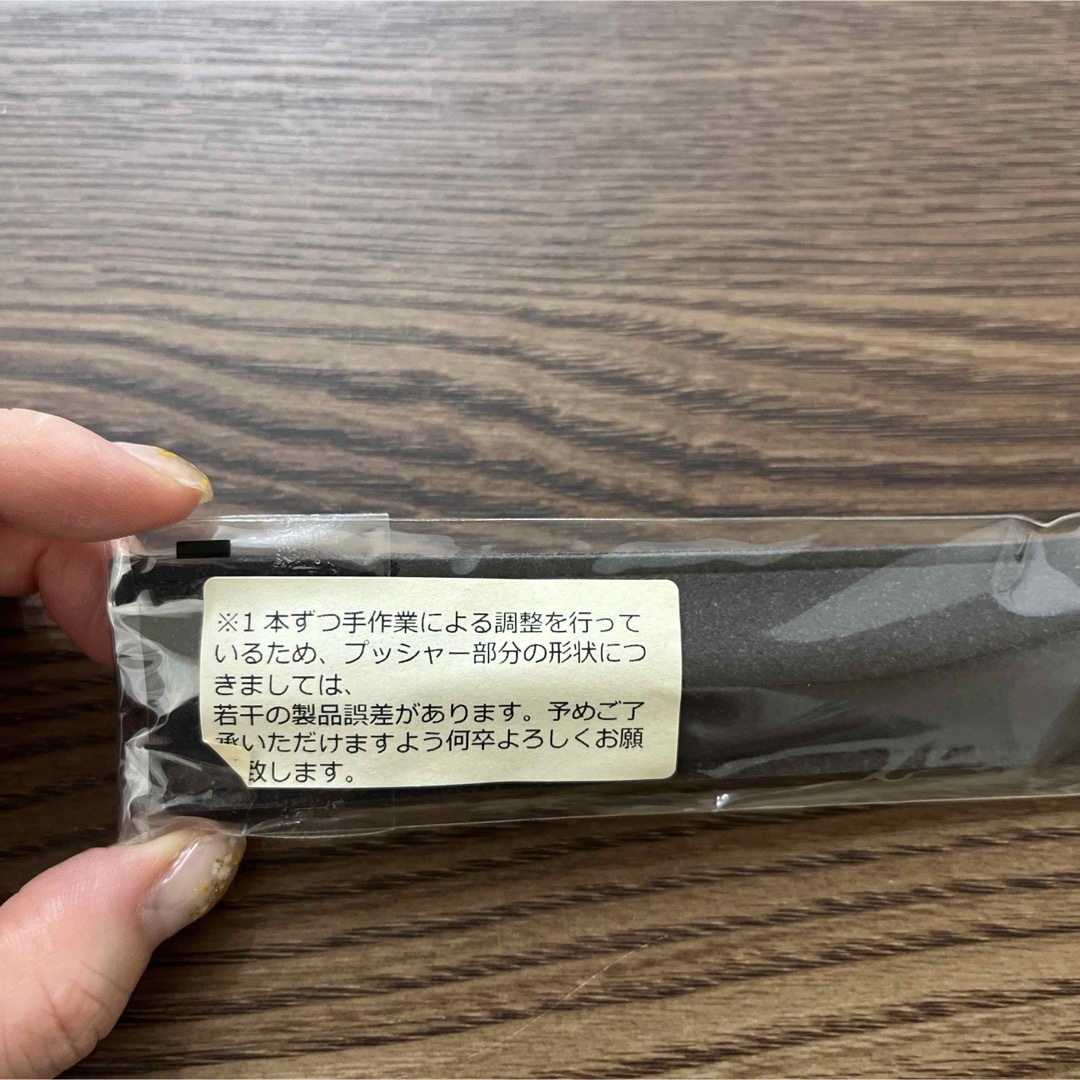 ※1 本ずつ手作業による調整を行って
いるため、プッシャー部分の形状につ
きましては、
若干の製品誤差があります。予めご了
承いただけますよう何卒よろしくお願
致します。